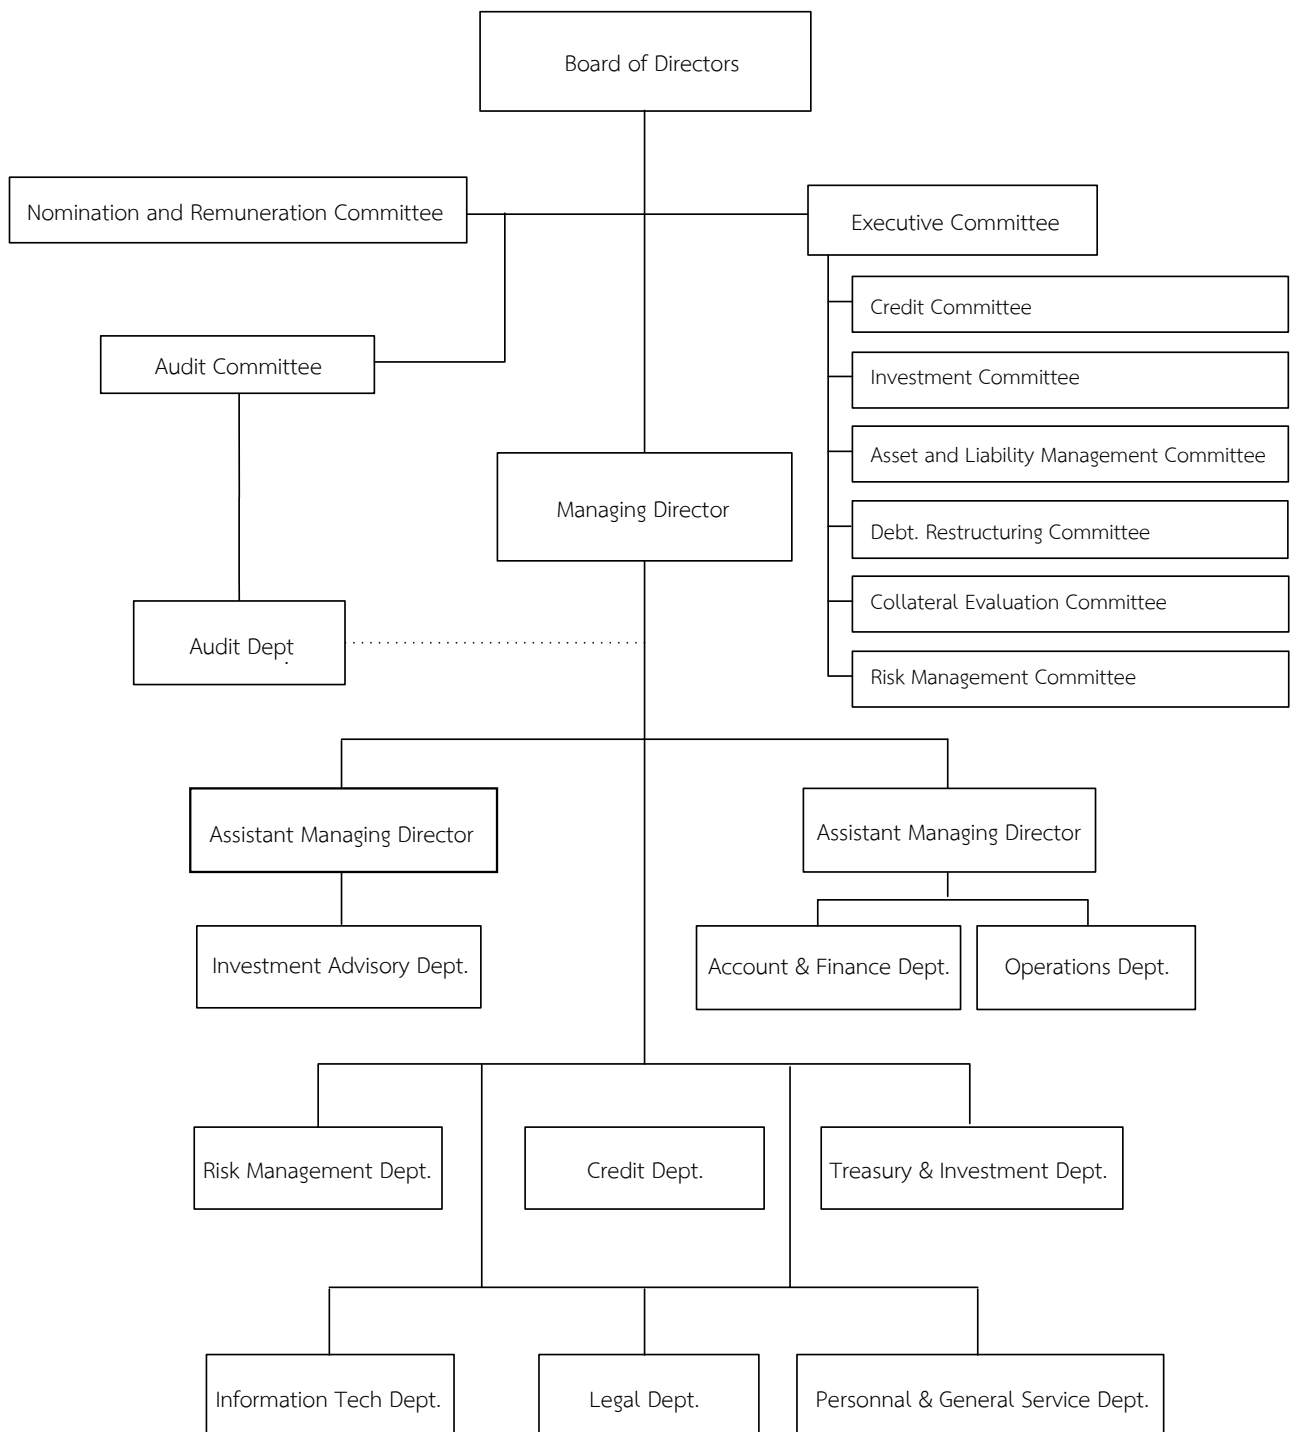 Board of Directors
Nomination and Remuneration Committee
Executive Committee
Credit Committee
Audit Committee
Investment Committee
Asset and Liability Management Committee
Managing Director
Debt. Restructuring Committee
Collateral Evaluation Committee
Audit Dept.
Risk Management Committee
Assistant Managing Director
Assistant Managing Director
Investment Advisory Dept.
Account & Finance Dept.
Operations Dept.
Risk Management Dept.
Credit Dept.
Treasury & Investment Dept.
Information Tech Dept.
Legal Dept.
Personnal & General Service Dept.